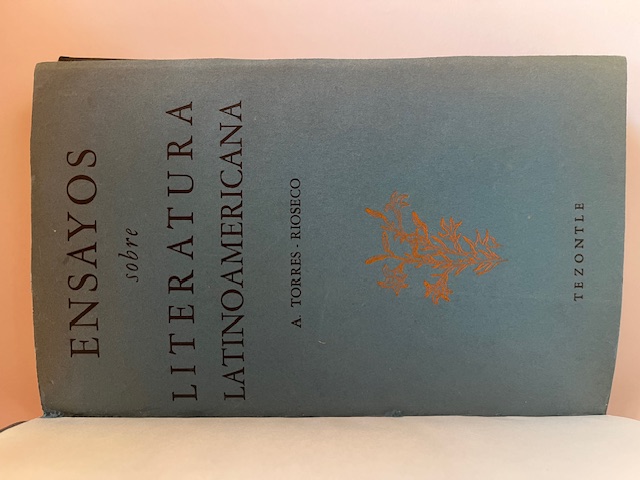 ENSAYOS
sobre
LITERATURA
LATINOAMERICANA
A. TORRES - RIOSECO
TEZONTLE